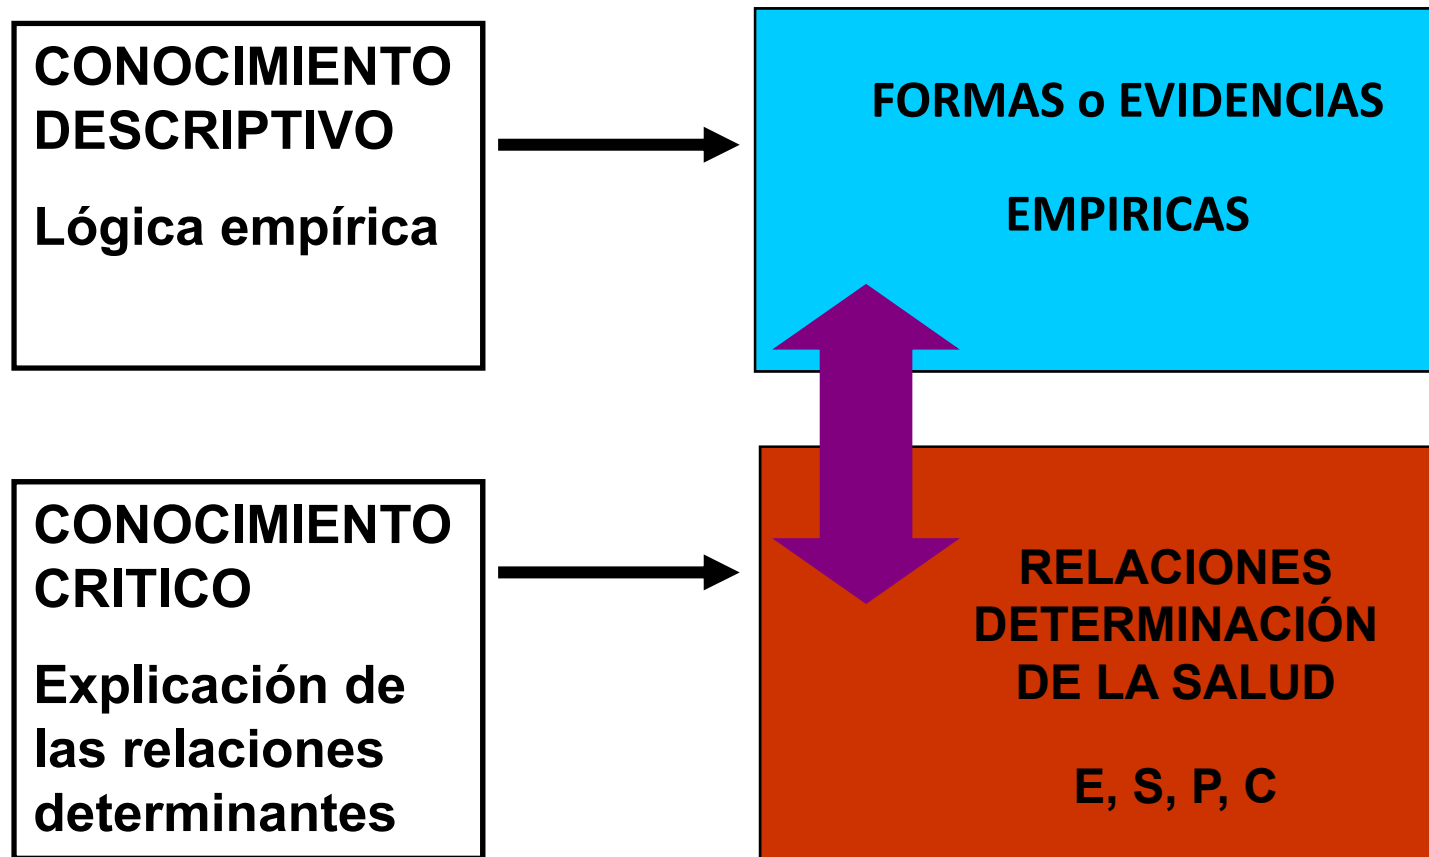 CONOCIMIENTO
DESCRIPTIVO
Lógica empírica
FORMAS o EVIDENCIAS
EMPIRICAS
CONOCIMIENTO
CRITICO
Explicación de
las relaciones
determinantes
RELACIONES
DETERMINACIÓN
DE LA SALUD
E, S, P, C